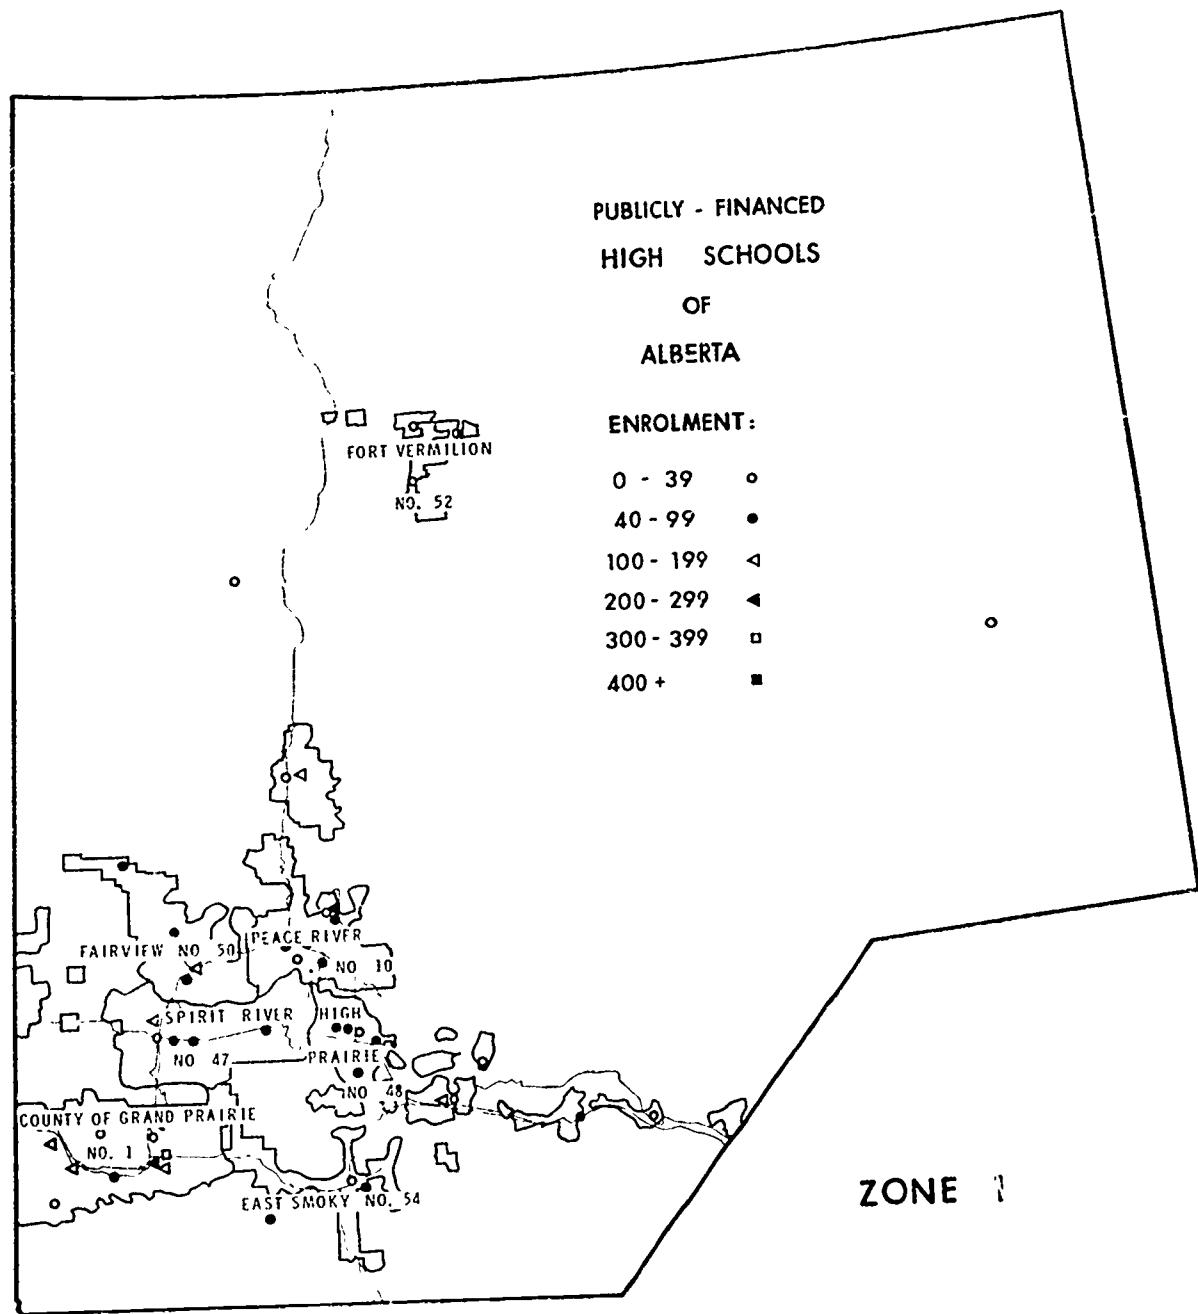 PUBLICLY - FINANCED
HIGH SCHOOLS
OF
ALBERTA
ENROLMENT:
0 - 39
40 - 99
100 - 199
200 - 299
300 - 399
400 +
FORT VERMILION
NO. 52
FAIRVIEW NO 50
PEACE RIVER
NO 10
SPIRIT RIVER
NO 47
HIGH
PRAIRIE
NO 48
COUNTY OF GRAND PRAIRIE
NO. 1
EAST SMOKY NO. 54
ZONE 1